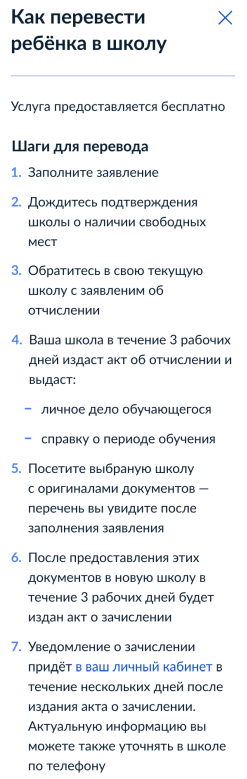 Как перевести
ребёнка в школу
Услуга предоставляется бесплатно
Шаги для перевода
1. Заполните заявление
2. Дождитесь подтверждения
школы о наличии свободных
мест
3. Обратитесь в свою текущую
школу с заявленим об
отчислении
4. Ваша школа в течение 3 рабочих
дней издаст акт об отчислении и
выдаст:
– личное дело обучающегося
– справку о периоде обучения
5. Посетите выбраную школу
с оригиналами документов —
перечень вы увидите после
заполнения заявления
6. После предоставления этих
документов в новую школу в
течение 3 рабочих дней будет
издан акт о зачислении
7. Уведомление о зачислении
придёт в ваш личный кабинет в
течение нескольких дней после
издания акта о зачислении.
Актуальную информацию вы
можете также уточнять в школе
по телефону